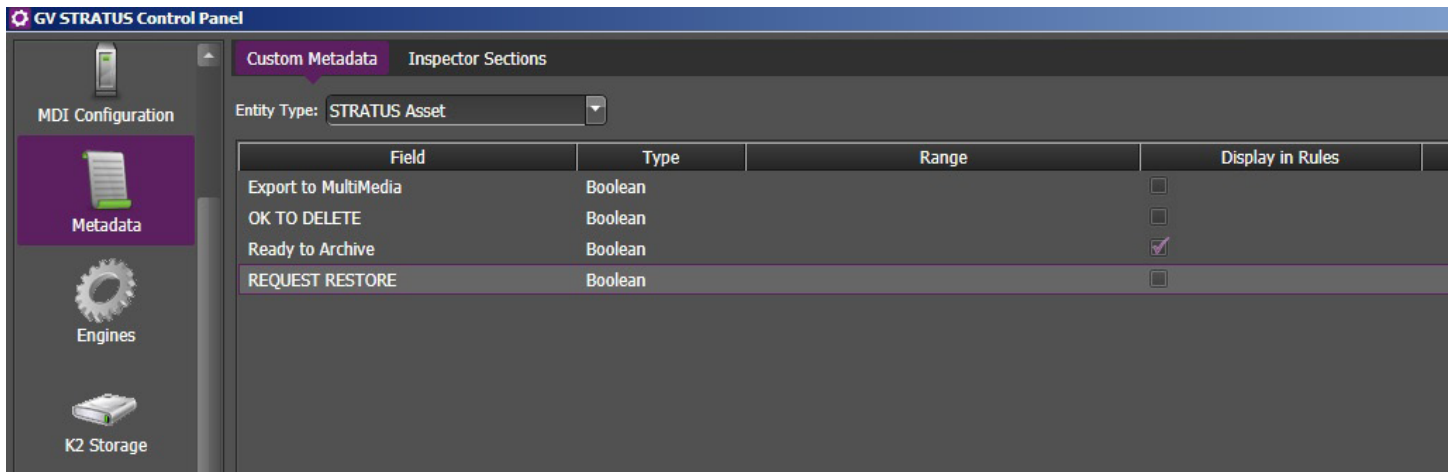 GV STRATUS Control Panel
MDI Configuration
Metadata
Engines
K2 Storage
Custom Metadata Inspector Sections
Entity Type: STRATUS Asset
Field Type Range Display in Rules
Export to MultiMedia Boolean
OK TO DELETE Boolean
Ready to Archive Boolean
REQUEST RESTORE Boolean